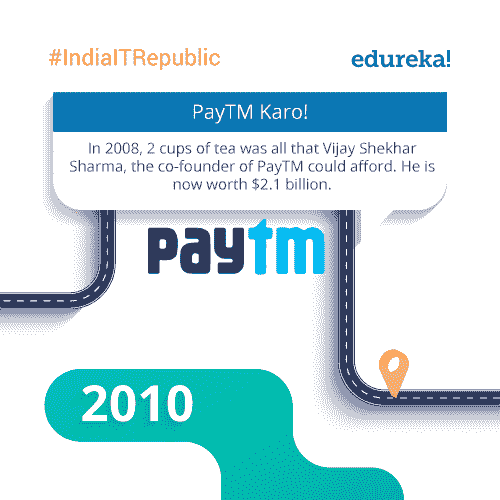 #IndiaITRepublic
edureka!
PayTM Karo!
In 2008, 2 cups of tea was all that Vijay Shekhar
Sharma, the co-founder of PayTM could afford. He is
now worth $2.1 billion.
paytm
2010